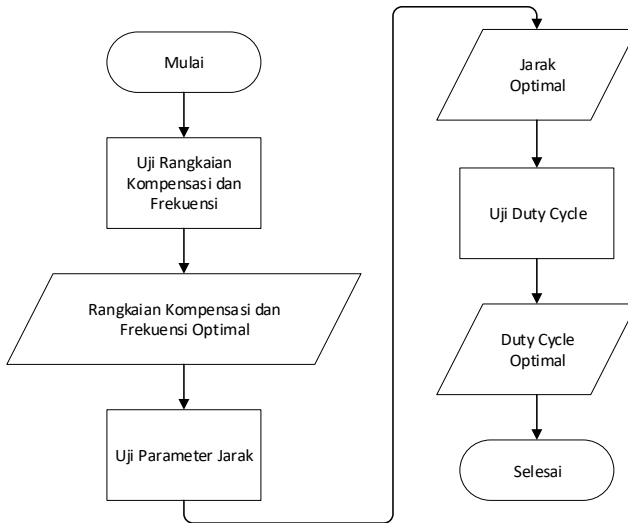 Mulai
Uji Rangkaian
Kompensasi dan
Frekuensi
Rangkaian Kompensasi dan
Frekuensi Optimal
Uji Parameter Jarak
Jarak
Optimal
Uji Duty Cycle
Duty Cycle
Optimal
Selesai